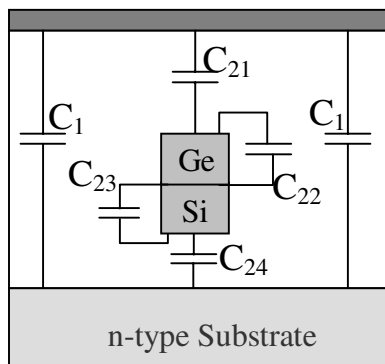 C₂₁
C₁
C₁
Ge
C₂₃
C₂₂
Si
C₂₄
n-type Substrate